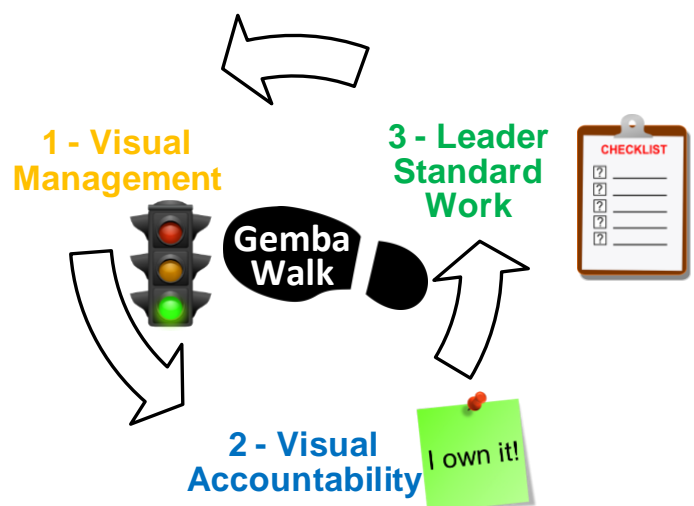 1 - Visual
Management
3 - Leader
Standard
Work
CHECKLIST
?
?
?
?
?
Gemba
Walk
2 - Visual
Accountability
I own it!